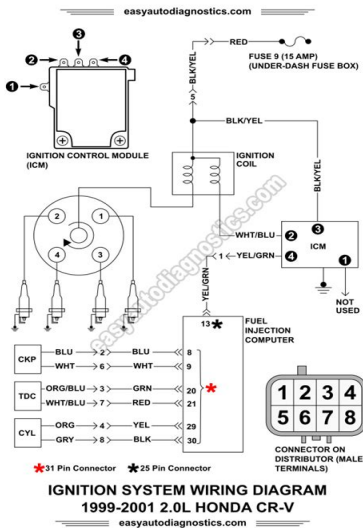 easyautodiagnostics.com
3
2
4
1
IGNITION CONTROL MODULE
(ICM)
RED
FUSE 9 (15 AMP)
(UNDER-DASH FUSE BOX)
BLK/YEL
5
BLK/YEL
IGNITION
COIL
BLK/YEL
2
1
4
3
WHT/BLU
2
3
ICM
1 YEL/GRN
4
1
NOT
USED
YEL/GRN
easyautodiagnostics.com
13*
FUEL
INJECTION
COMPUTER
CKP
BLU 2 BLU 8
WHT 6 WHT 9
TDC
ORG/BLU 3 GRN 20
WHT/BLU 7 RED 21
*
CYL
ORG 4 YEL 29
GRY 8 BLK 30
1 2 3 4
5 6 7 8
CONNECTOR ON
DISTRIBUTOR (MALE
TERMINALS)
*31 Pin Connector
*25 Pin Connector
IGNITION SYSTEM WIRING DIAGRAM
1999-2001 2.0L HONDA CR-V
easyautodiagnostics.com